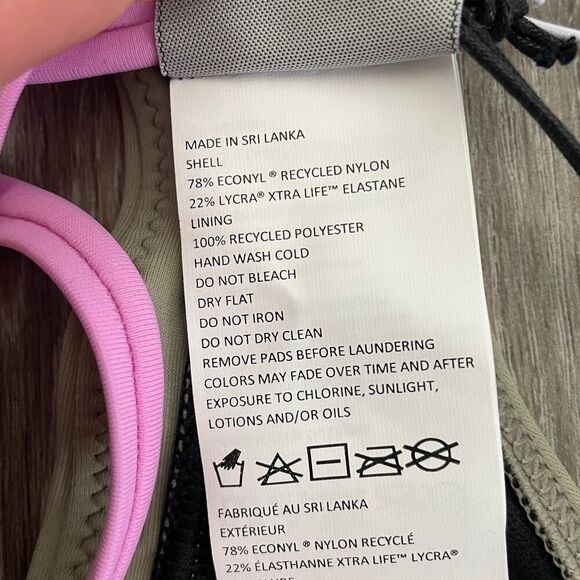 MADE IN SRI LANKA
SHELL
78% ECONYL ® RECYCLED NYLON
22% LYCRA® XTRA LIFE™ ELASTANE
LINING
100% RECYCLED POLYESTER
HAND WASH COLD
DO NOT BLEACH
DRY FLAT
DO NOT IRON
DO NOT DRY CLEAN
REMOVE PADS BEFORE LAUNDERING
COLORS MAY FADE OVER TIME AND AFTER
EXPOSURE TO CHLORINE, SUNLIGHT,
LOTIONS AND/OR OILS
FABRIQUÉ AU SRI LANKA
EXTÉRIEUR
78% ECONYL ® NYLON RECYCLÉ
22% ÉLASTHANNE XTRA LIFE™ LYCRA®